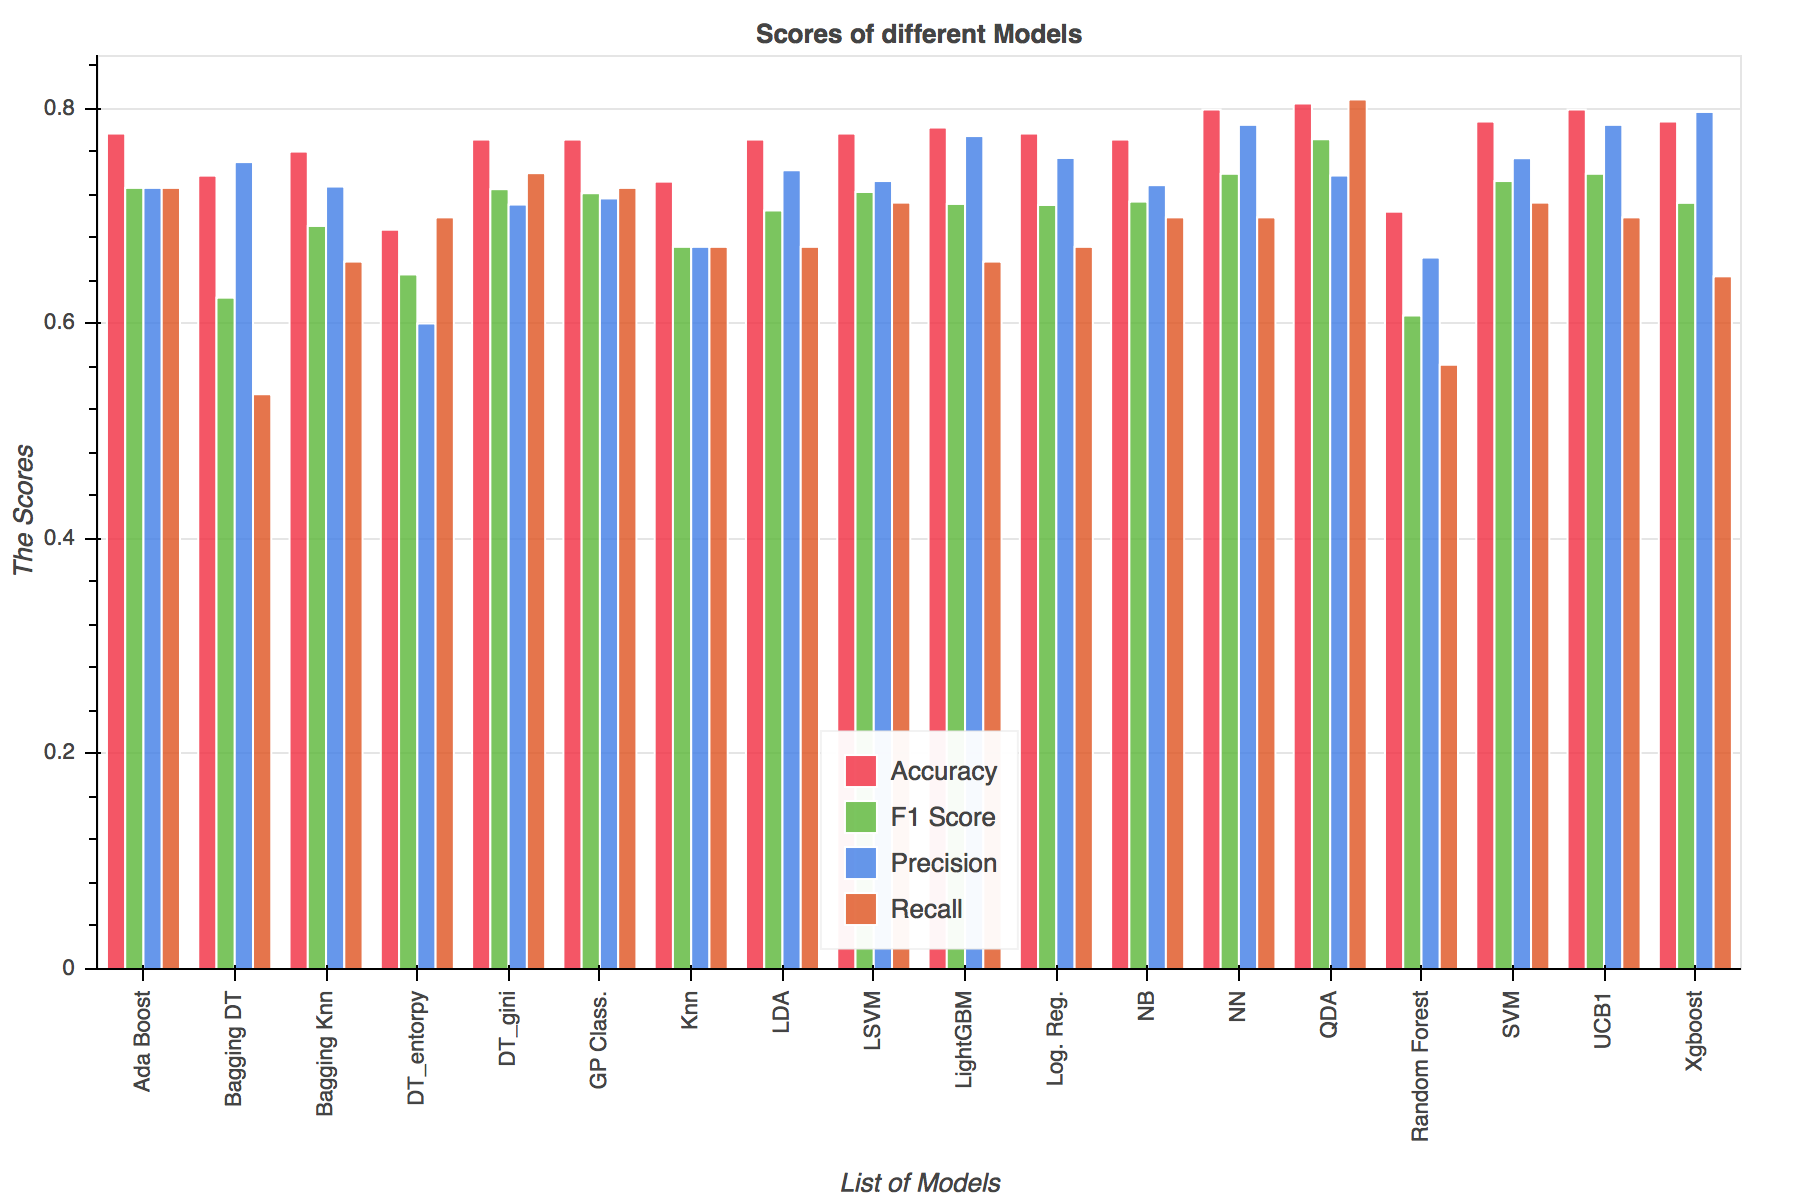 Scores of different Models
The Scores
0.8
0.6
0.4
0.2
0
Accuracy
F1 Score
Precision
Recall
Ada Boost
Bagging DT
Bagging Knn
DT_entorpy
DT_gini
GP Class.
Knn
LDA
LSVM
LightGBM
Log. Reg.
NB
NN
QDA
Random Forest
SVM
UCB1
Xgboost
List of Models